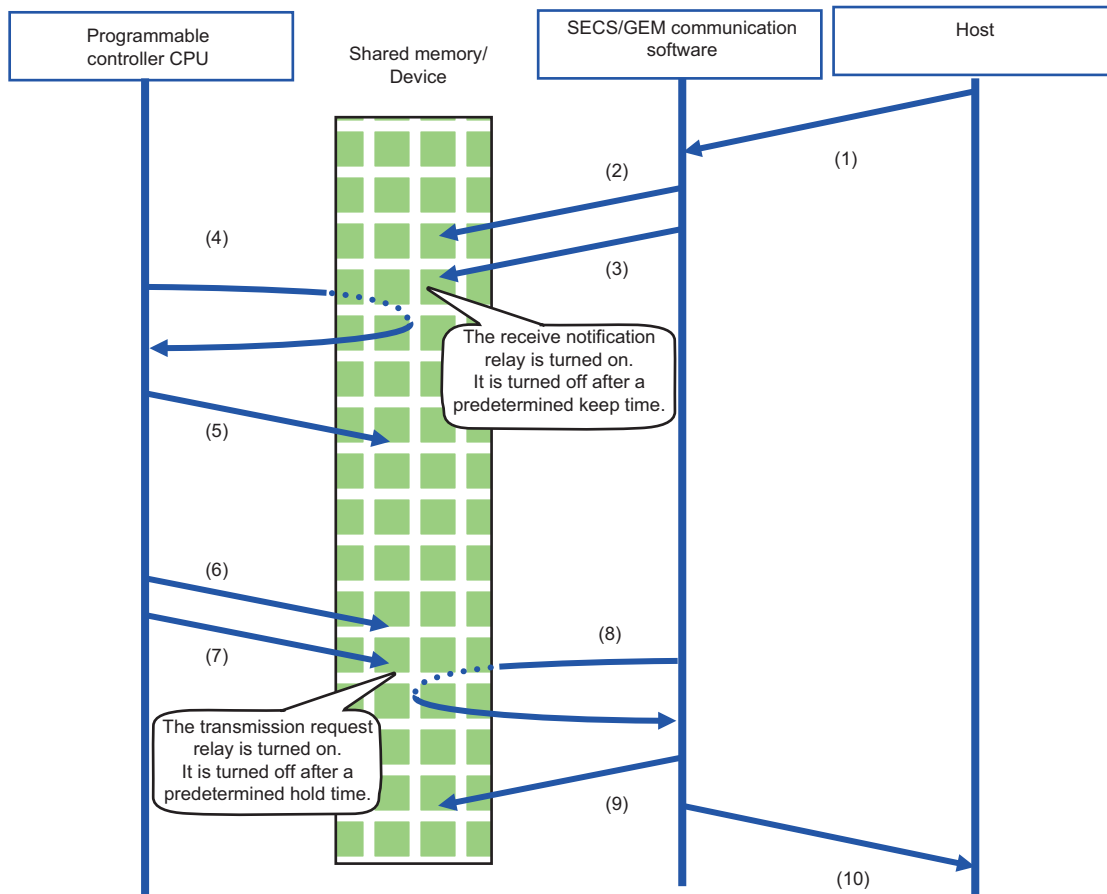 Programmable
controller CPU
Shared memory/
Device
SECS/GEM communication
software
Host
(1)
(2)
(3)
(4)
The receive notification
relay is turned on.
It is turned off after a
predetermined keep time.
(5)
(6)
(7)
(8)
The transmission request
relay is turned on.
It is turned off after a
predetermined hold time.
(9)
(10)